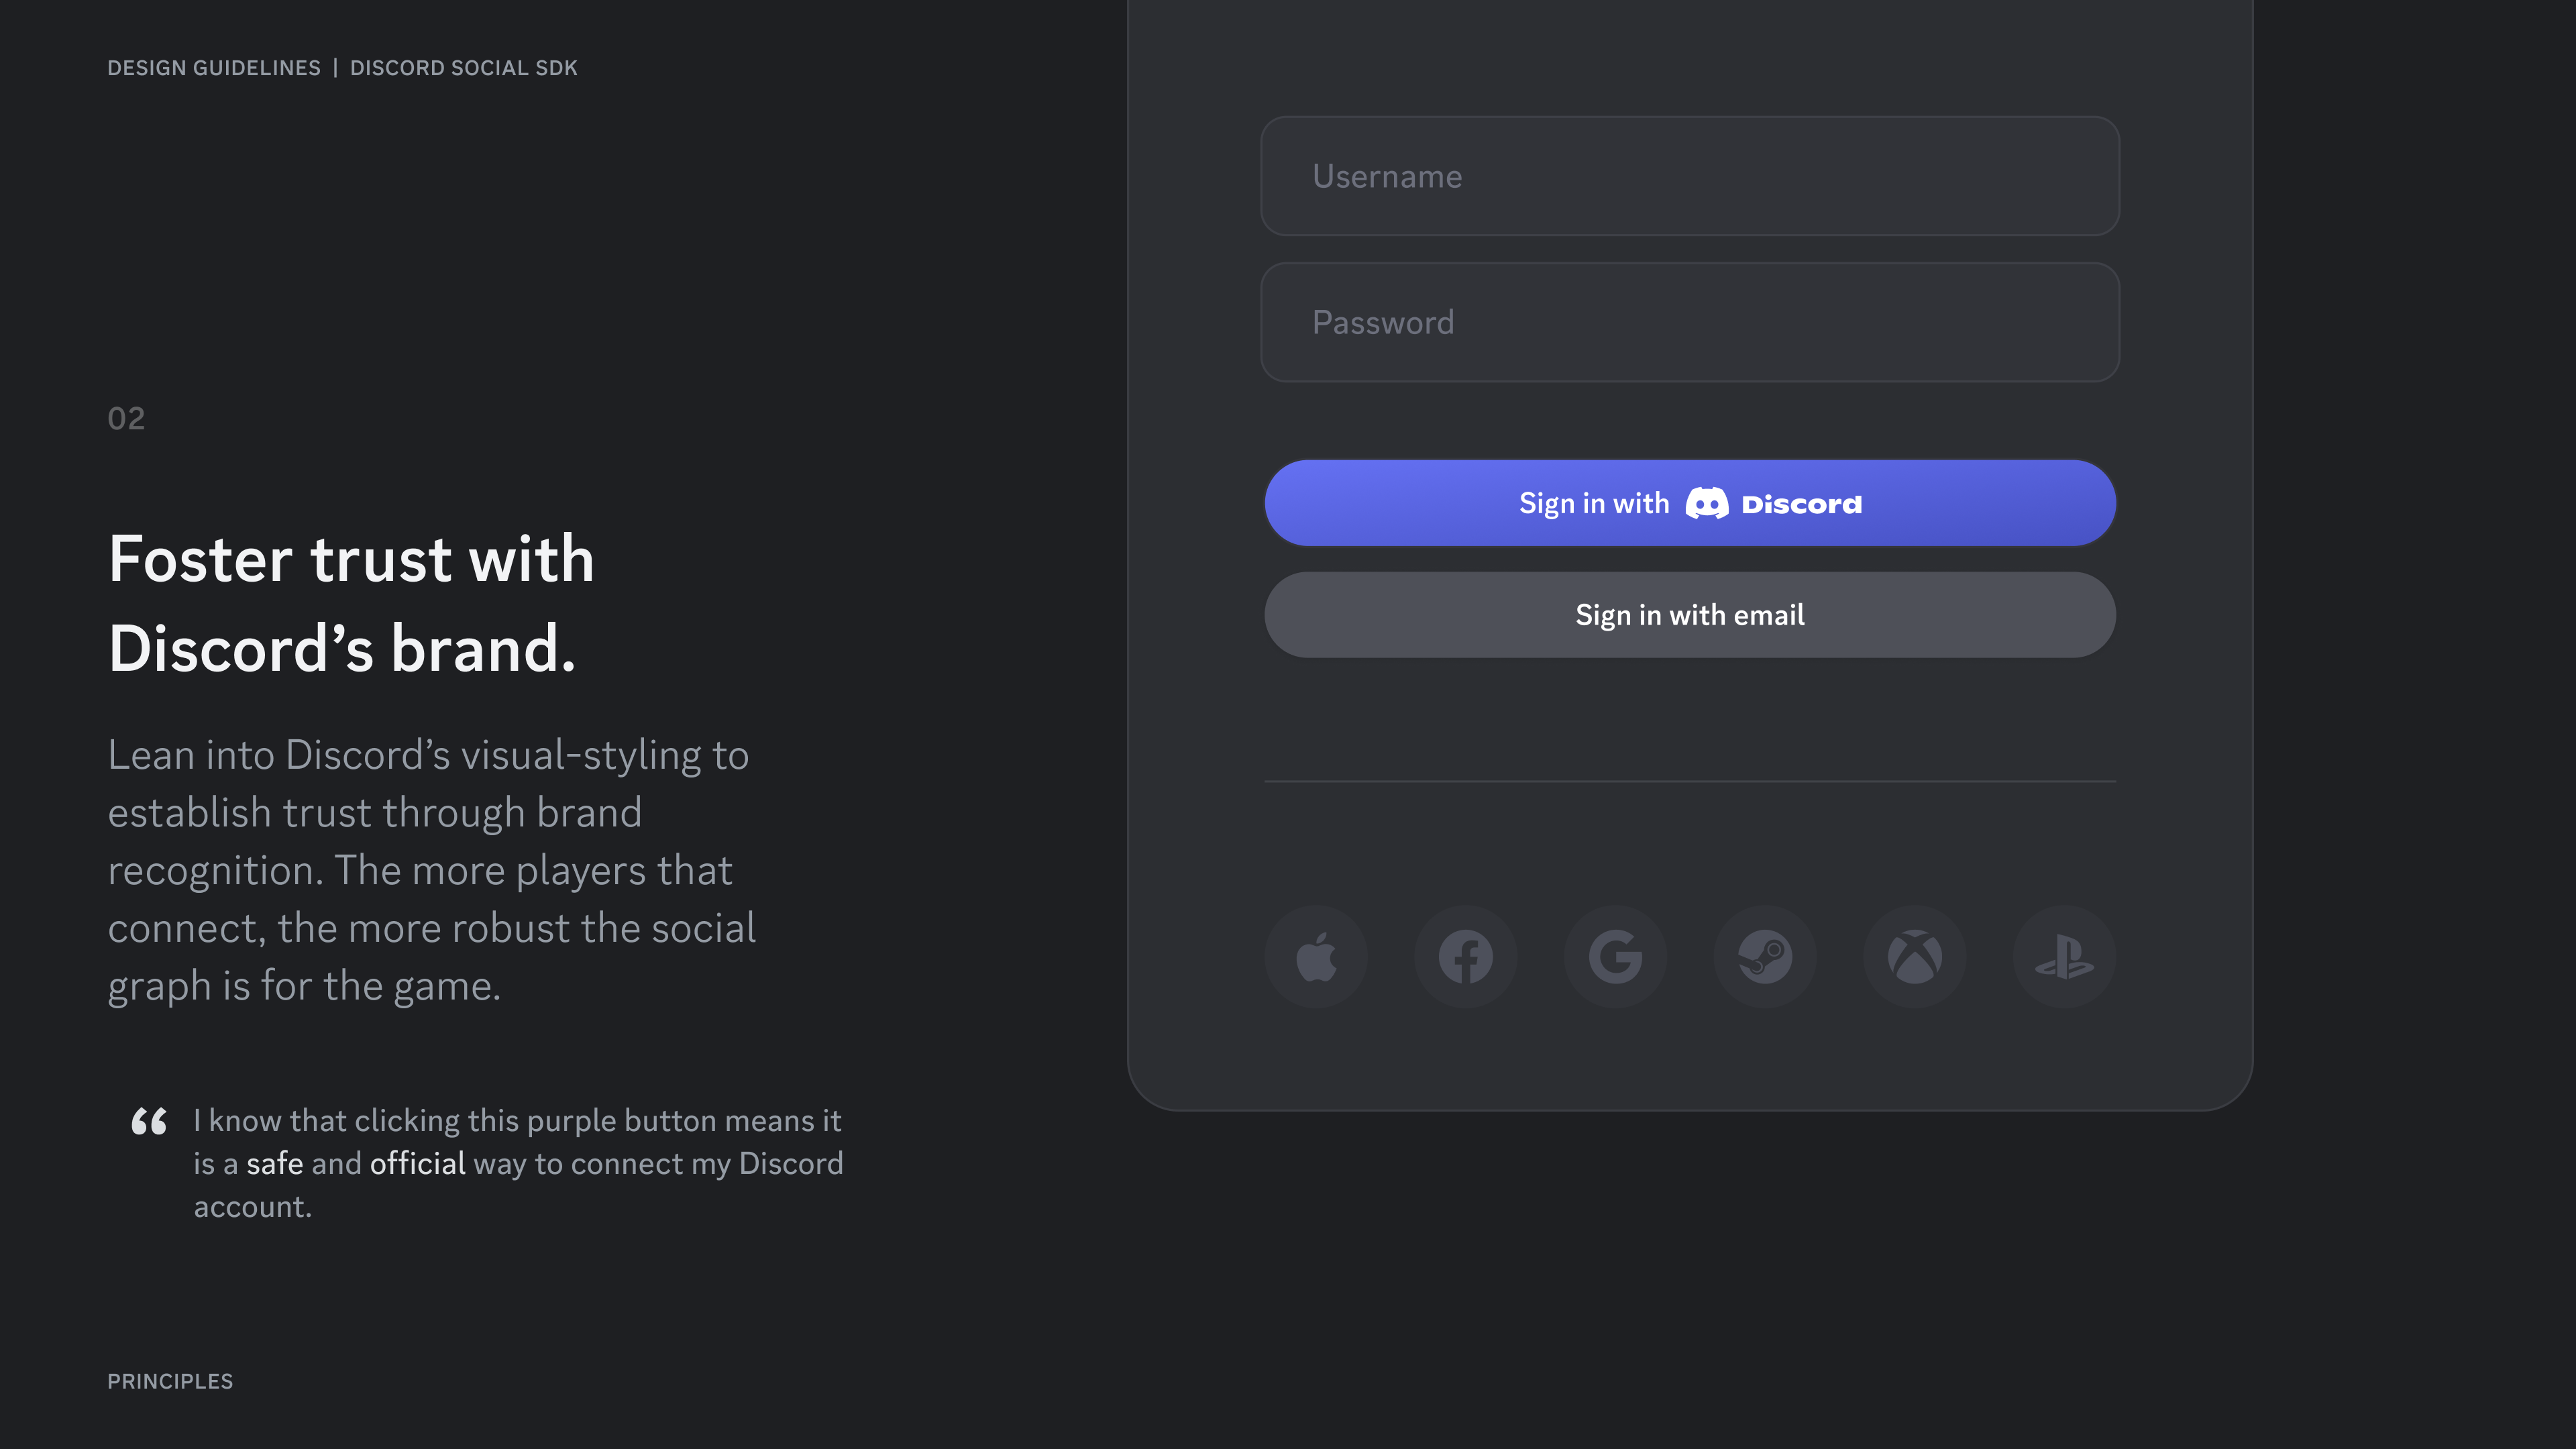 DESIGN GUIDELINES | DISCORD SOCIAL SDK
02
Foster trust with
Discord’s brand.
Lean into Discord’s visual-styling to
establish trust through brand
recognition. The more players that
connect, the more robust the social
graph is for the game.
“ I know that clicking this purple button means it
is a safe and official way to connect my Discord
account.
PRINCIPLES
Username
Password
Sign in with Discord
Sign in with email